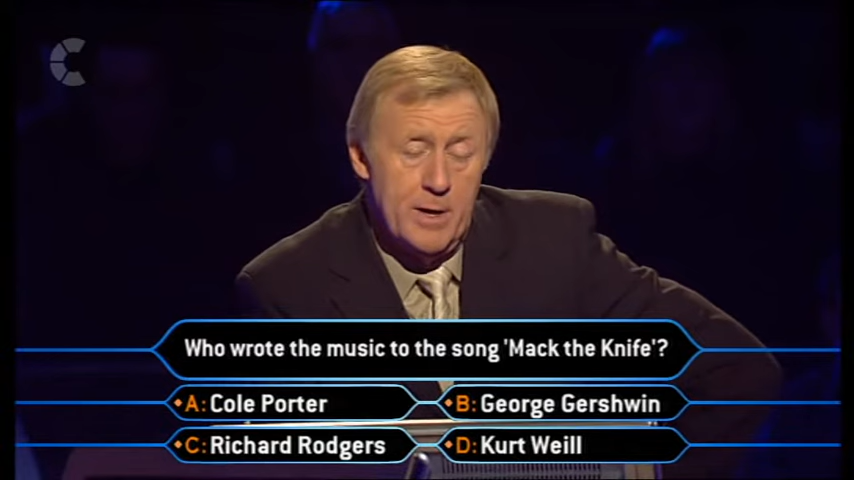 Who wrote the music to the song 'Mack the Knife'?
A: Cole Porter
B: George Gershwin
C: Richard Rodgers
D: Kurt Weill